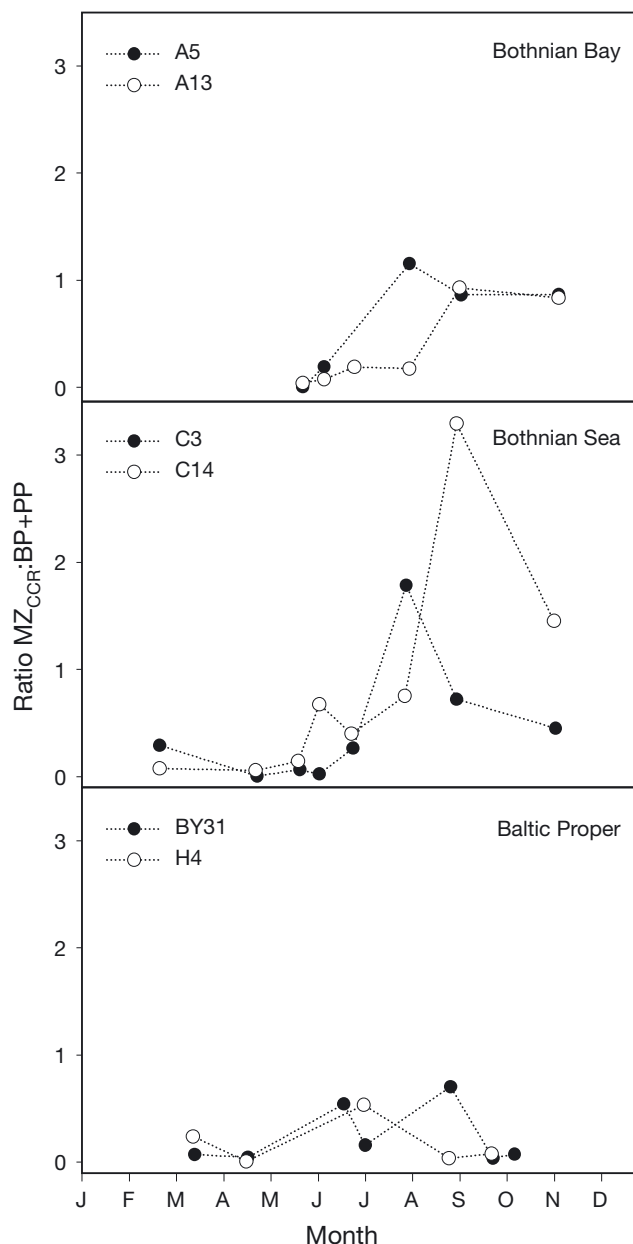 A5
Bothnian Bay
A13
3
2
1
0
C3
Bothnian Sea
C14
3
2
1
0
Ratio MZCCR:BP+PP
BY31
Baltic Proper
H4
3
2
1
0
J F M A M J J A S O N D
Month